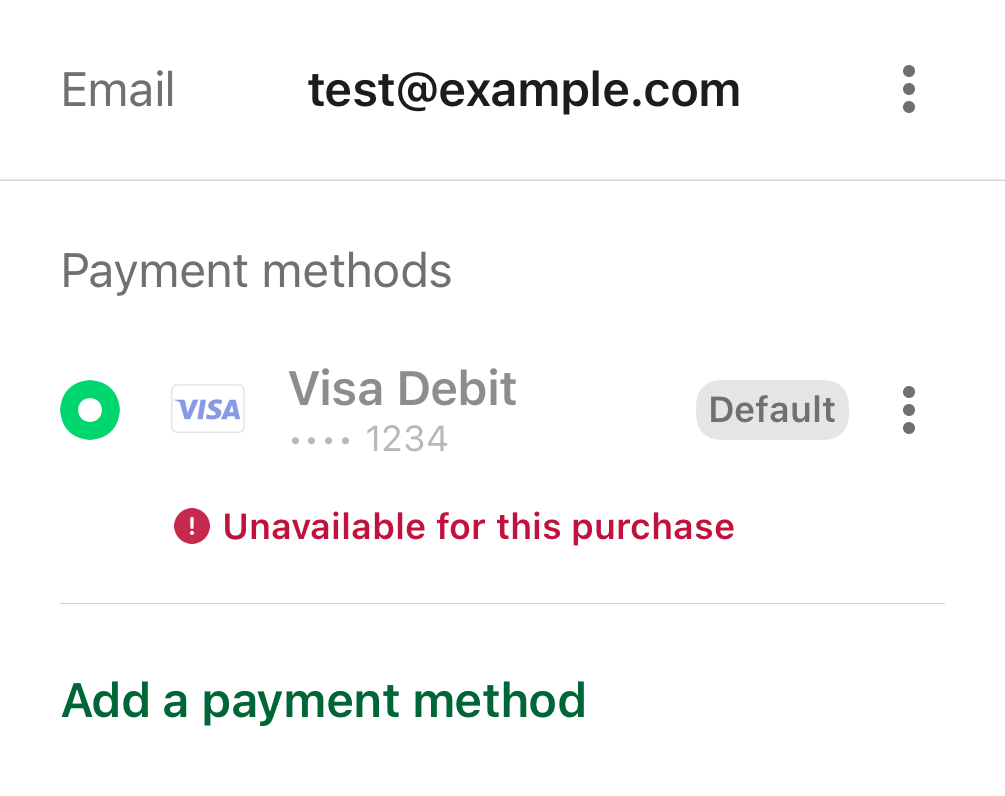 Email test@example.com
Payment methods
VISA Visa Debit Default
•••• 1234
! Unavailable for this purchase
Add a payment method